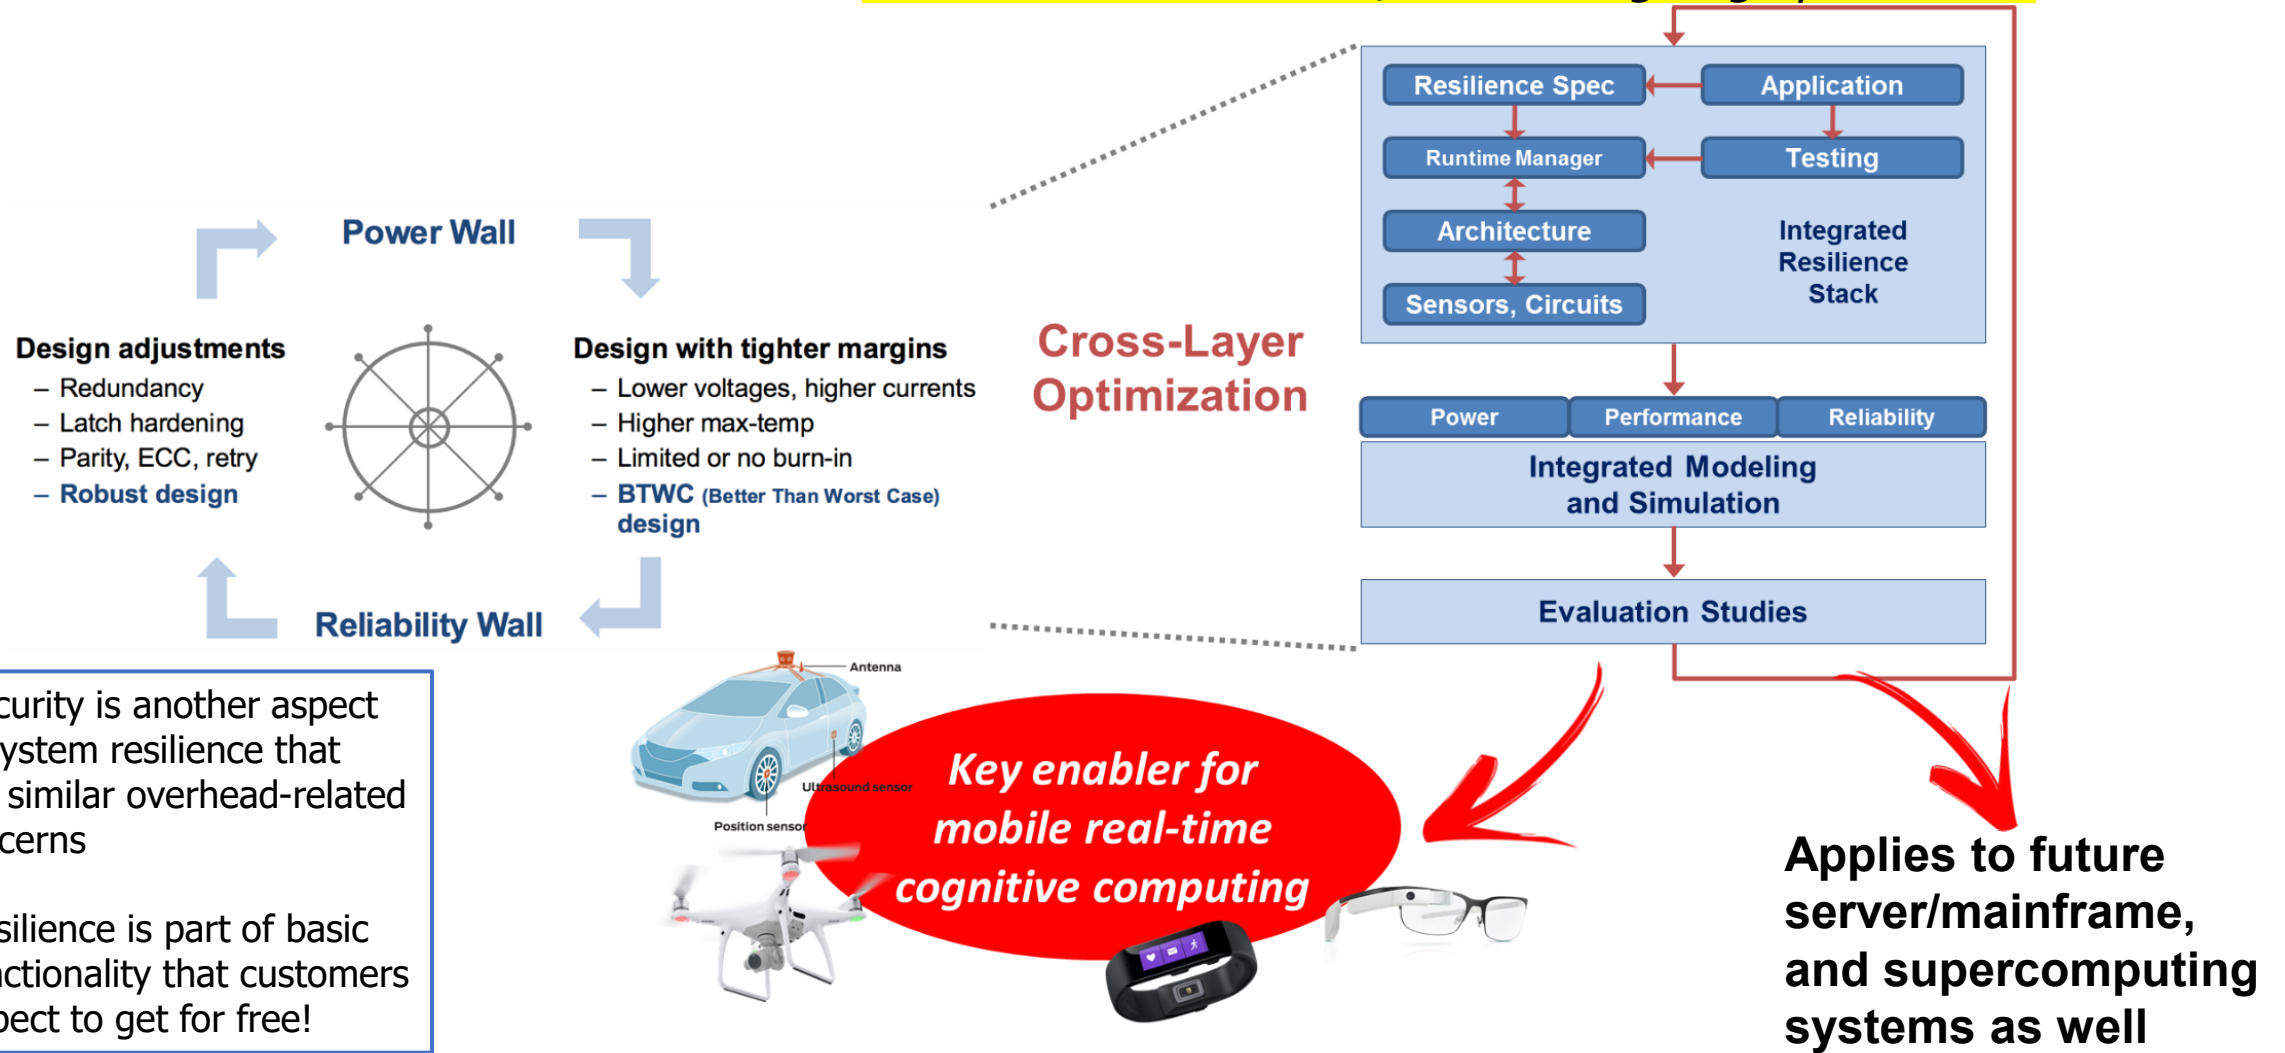 Power Wall
Design adjustments
– Redundancy
– Latch hardening
– Parity, ECC, retry
– Robust design
Design with tighter margins
– Lower voltages, higher currents
– Higher max-temp
– Limited or no burn-in
– BTWC (Better Than Worst Case)
design
Reliability Wall
Cross-Layer
Optimization
Resilience Spec
Application
Runtime Manager
Testing
Architecture
Sensors, Circuits
Integrated
Resilience
Stack
Power
Performance
Reliability
Integrated Modeling
and Simulation
Evaluation Studies
curity is another aspect
ystem resilience that
similar overhead-related
cerns
silience is part of basic
ctionality that customers
pect to get for free!
Antenna
Ultrasound sensor
Position sensor
Key enabler for
mobile real-time
cognitive computing
Applies to future
server/mainframe,
and supercomputing
systems as well